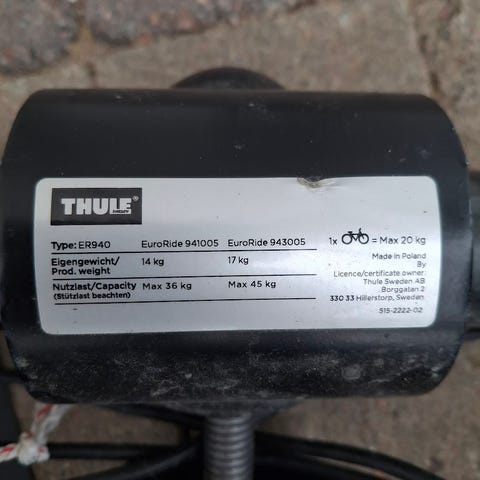 THULE®
SWEDEN
Type: ER940 EuroRide 941005 EuroRide 943005
Eigengewicht/ 14 kg 17 kg
Prod. weight
Nutzlast/Capacity Max 36 kg Max 45 kg
(Stützlast beachten)
1x = Max 20 kg
Made in Poland
By
Licence/certificate owner:
Thule Sweden AB
Borggatan 2
330 33 Hillerstorp, Sweden
515-2222-02